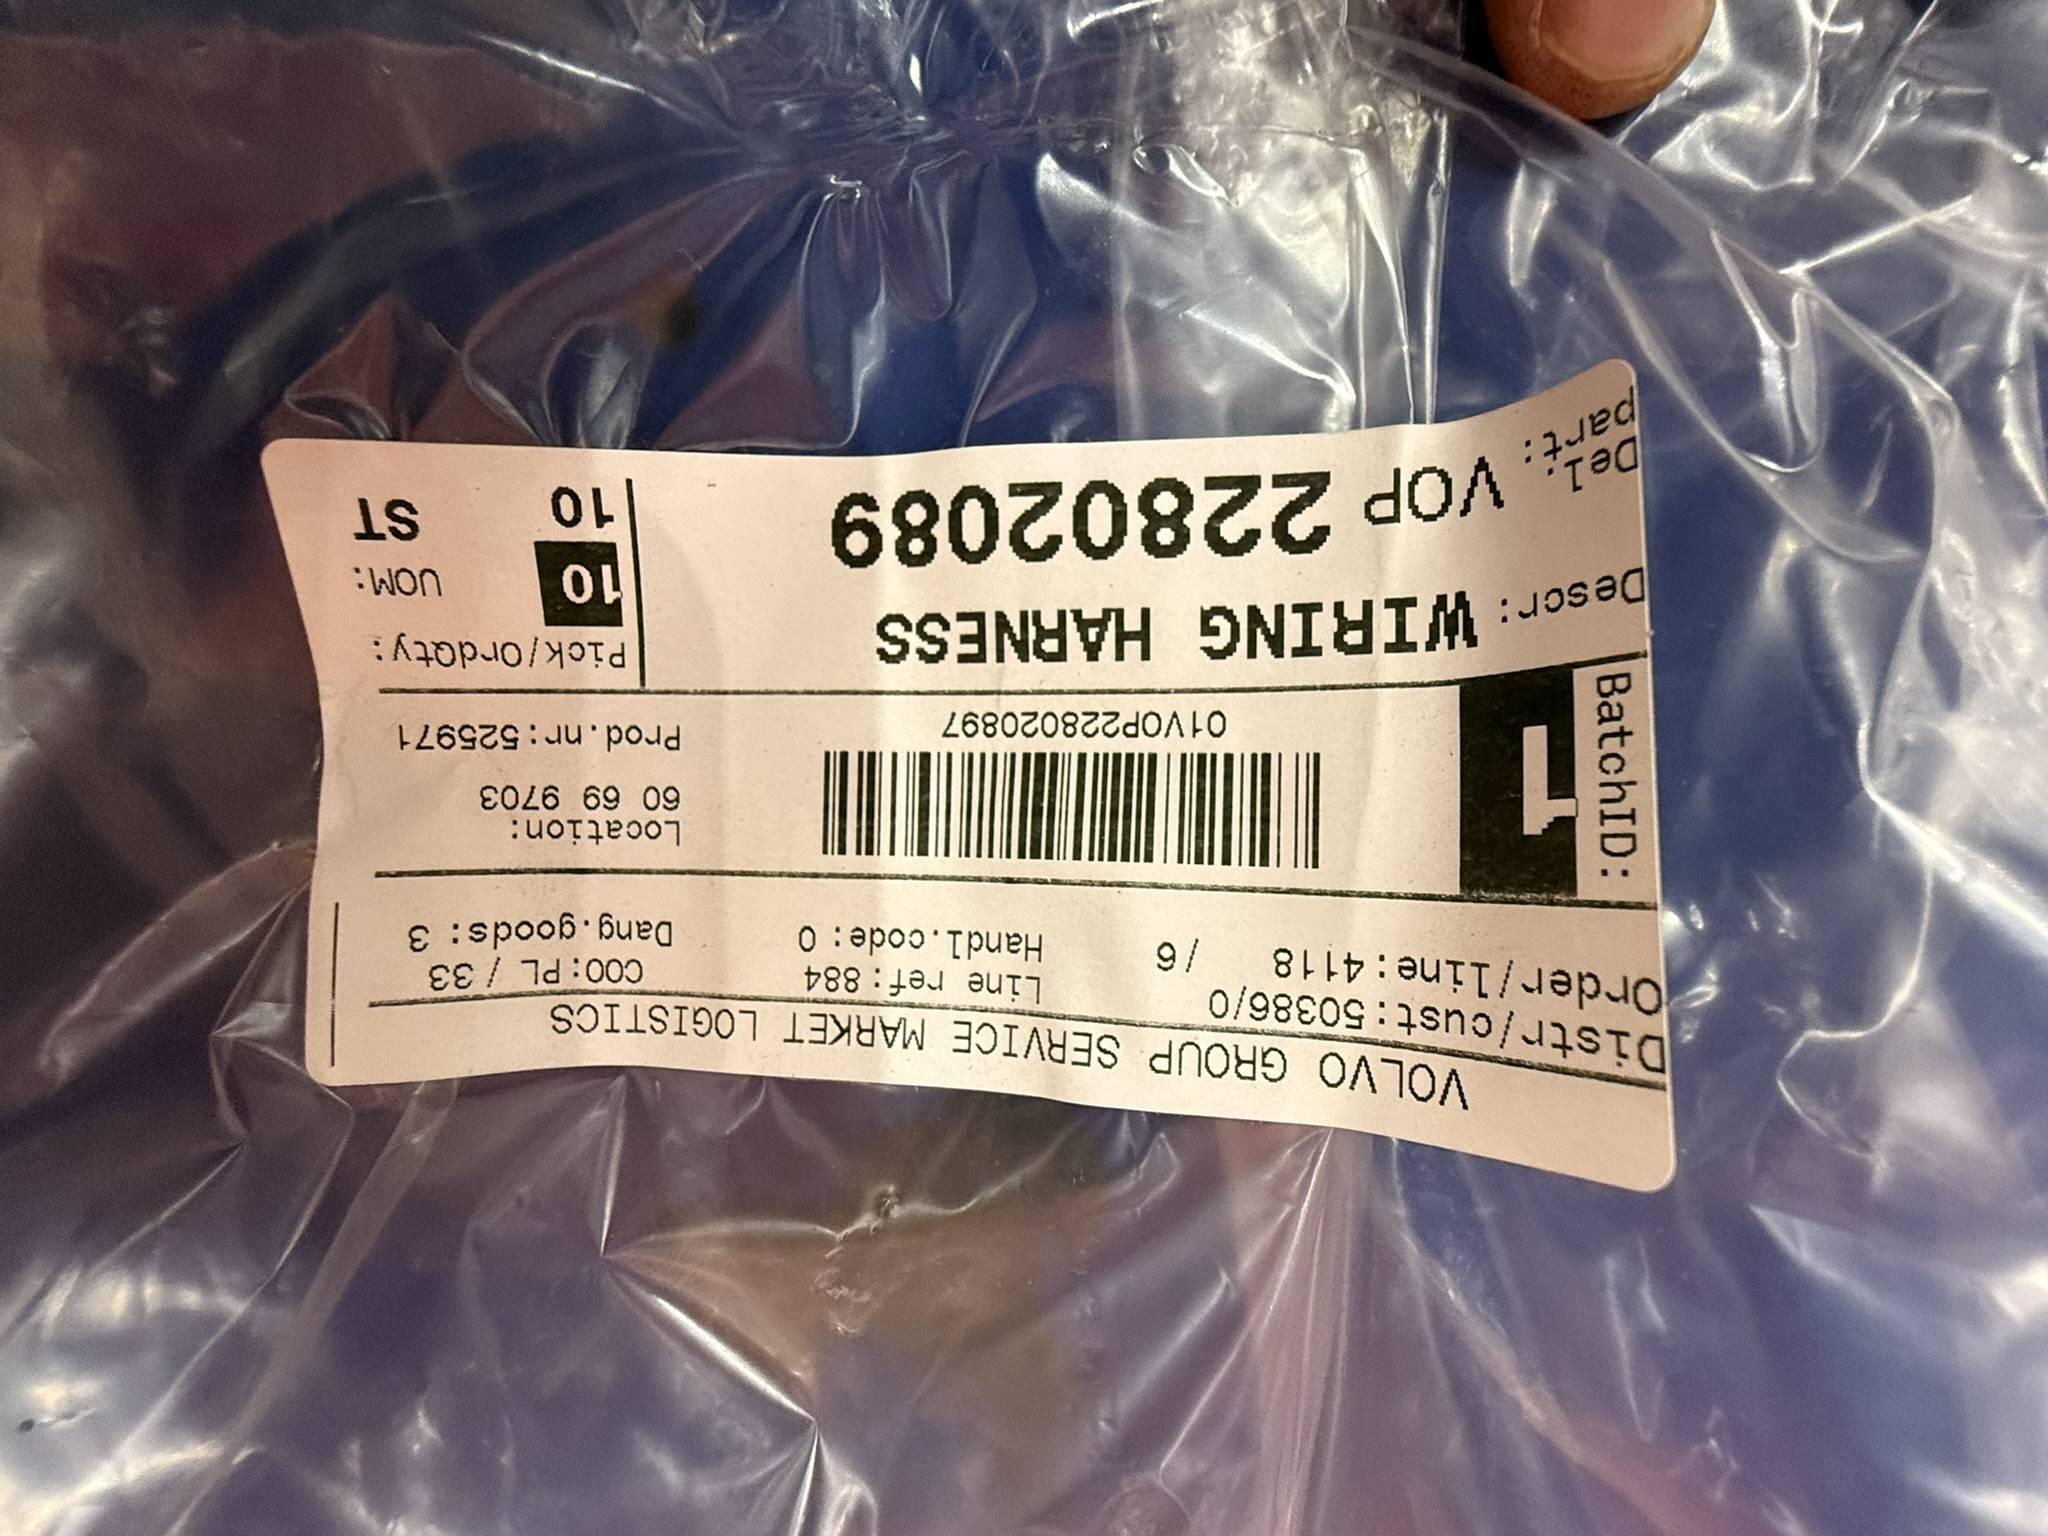 VOLVO GROUP SERVICE MARKET LOGISTICS
Distr/cust:50386/0
Order/line:4118 /6
Line ref:884
Handl.code:0
COO:PL / 33
Dang.goods:3
BatchID:
1
01VOP228020897
Location:
60 69 9703
Prod.nr:525971
Descr: WIRING HARNESS
Del. part: VOP 22802089
Pick/OrdQty:
10
10
UOM:
ST